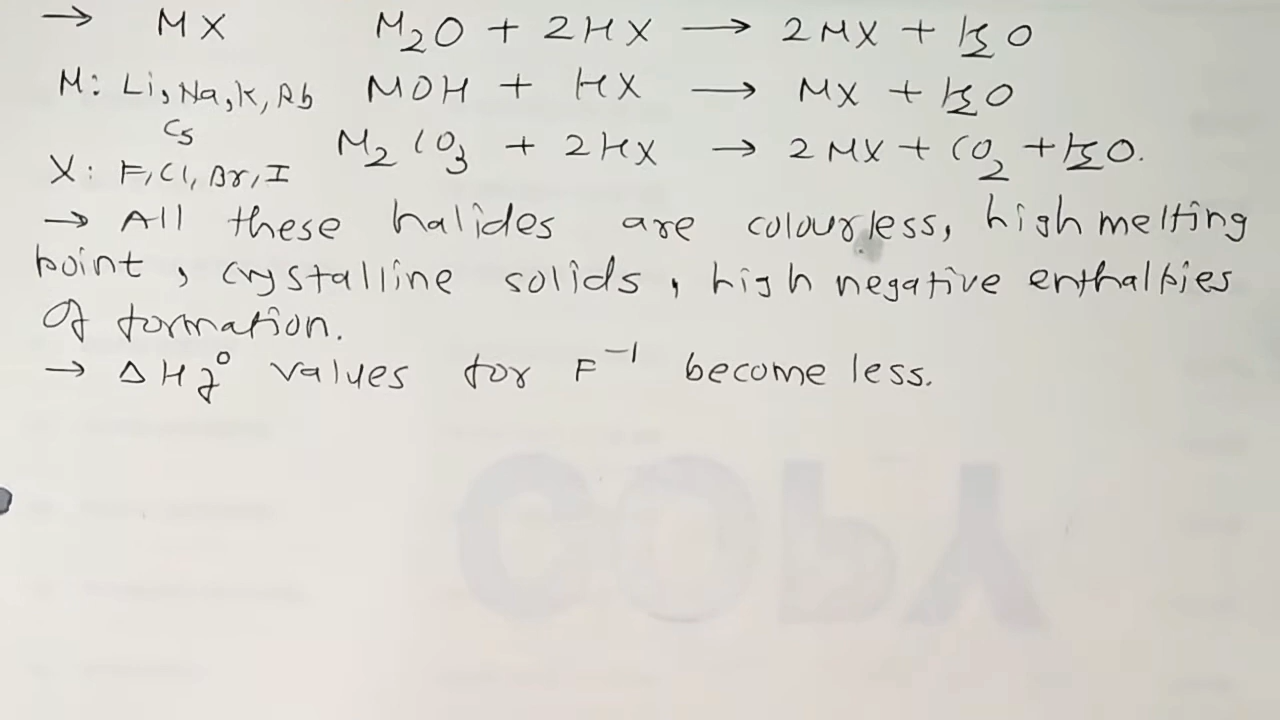 → MX M₂O + 2HX → 2MX + H₂O
M: Li, Na, K, Rb MOH + HX → MX + H₂O
Cs
M₂CO₃ + 2HX → 2MX + CO₂ + H₂O.
X: F, Cl, Br, I
→ All these halides are colourless, high melting
point, crystalline solids, high negative enthalpies
of formation.
→ ΔHf° values for F⁻¹ become less.